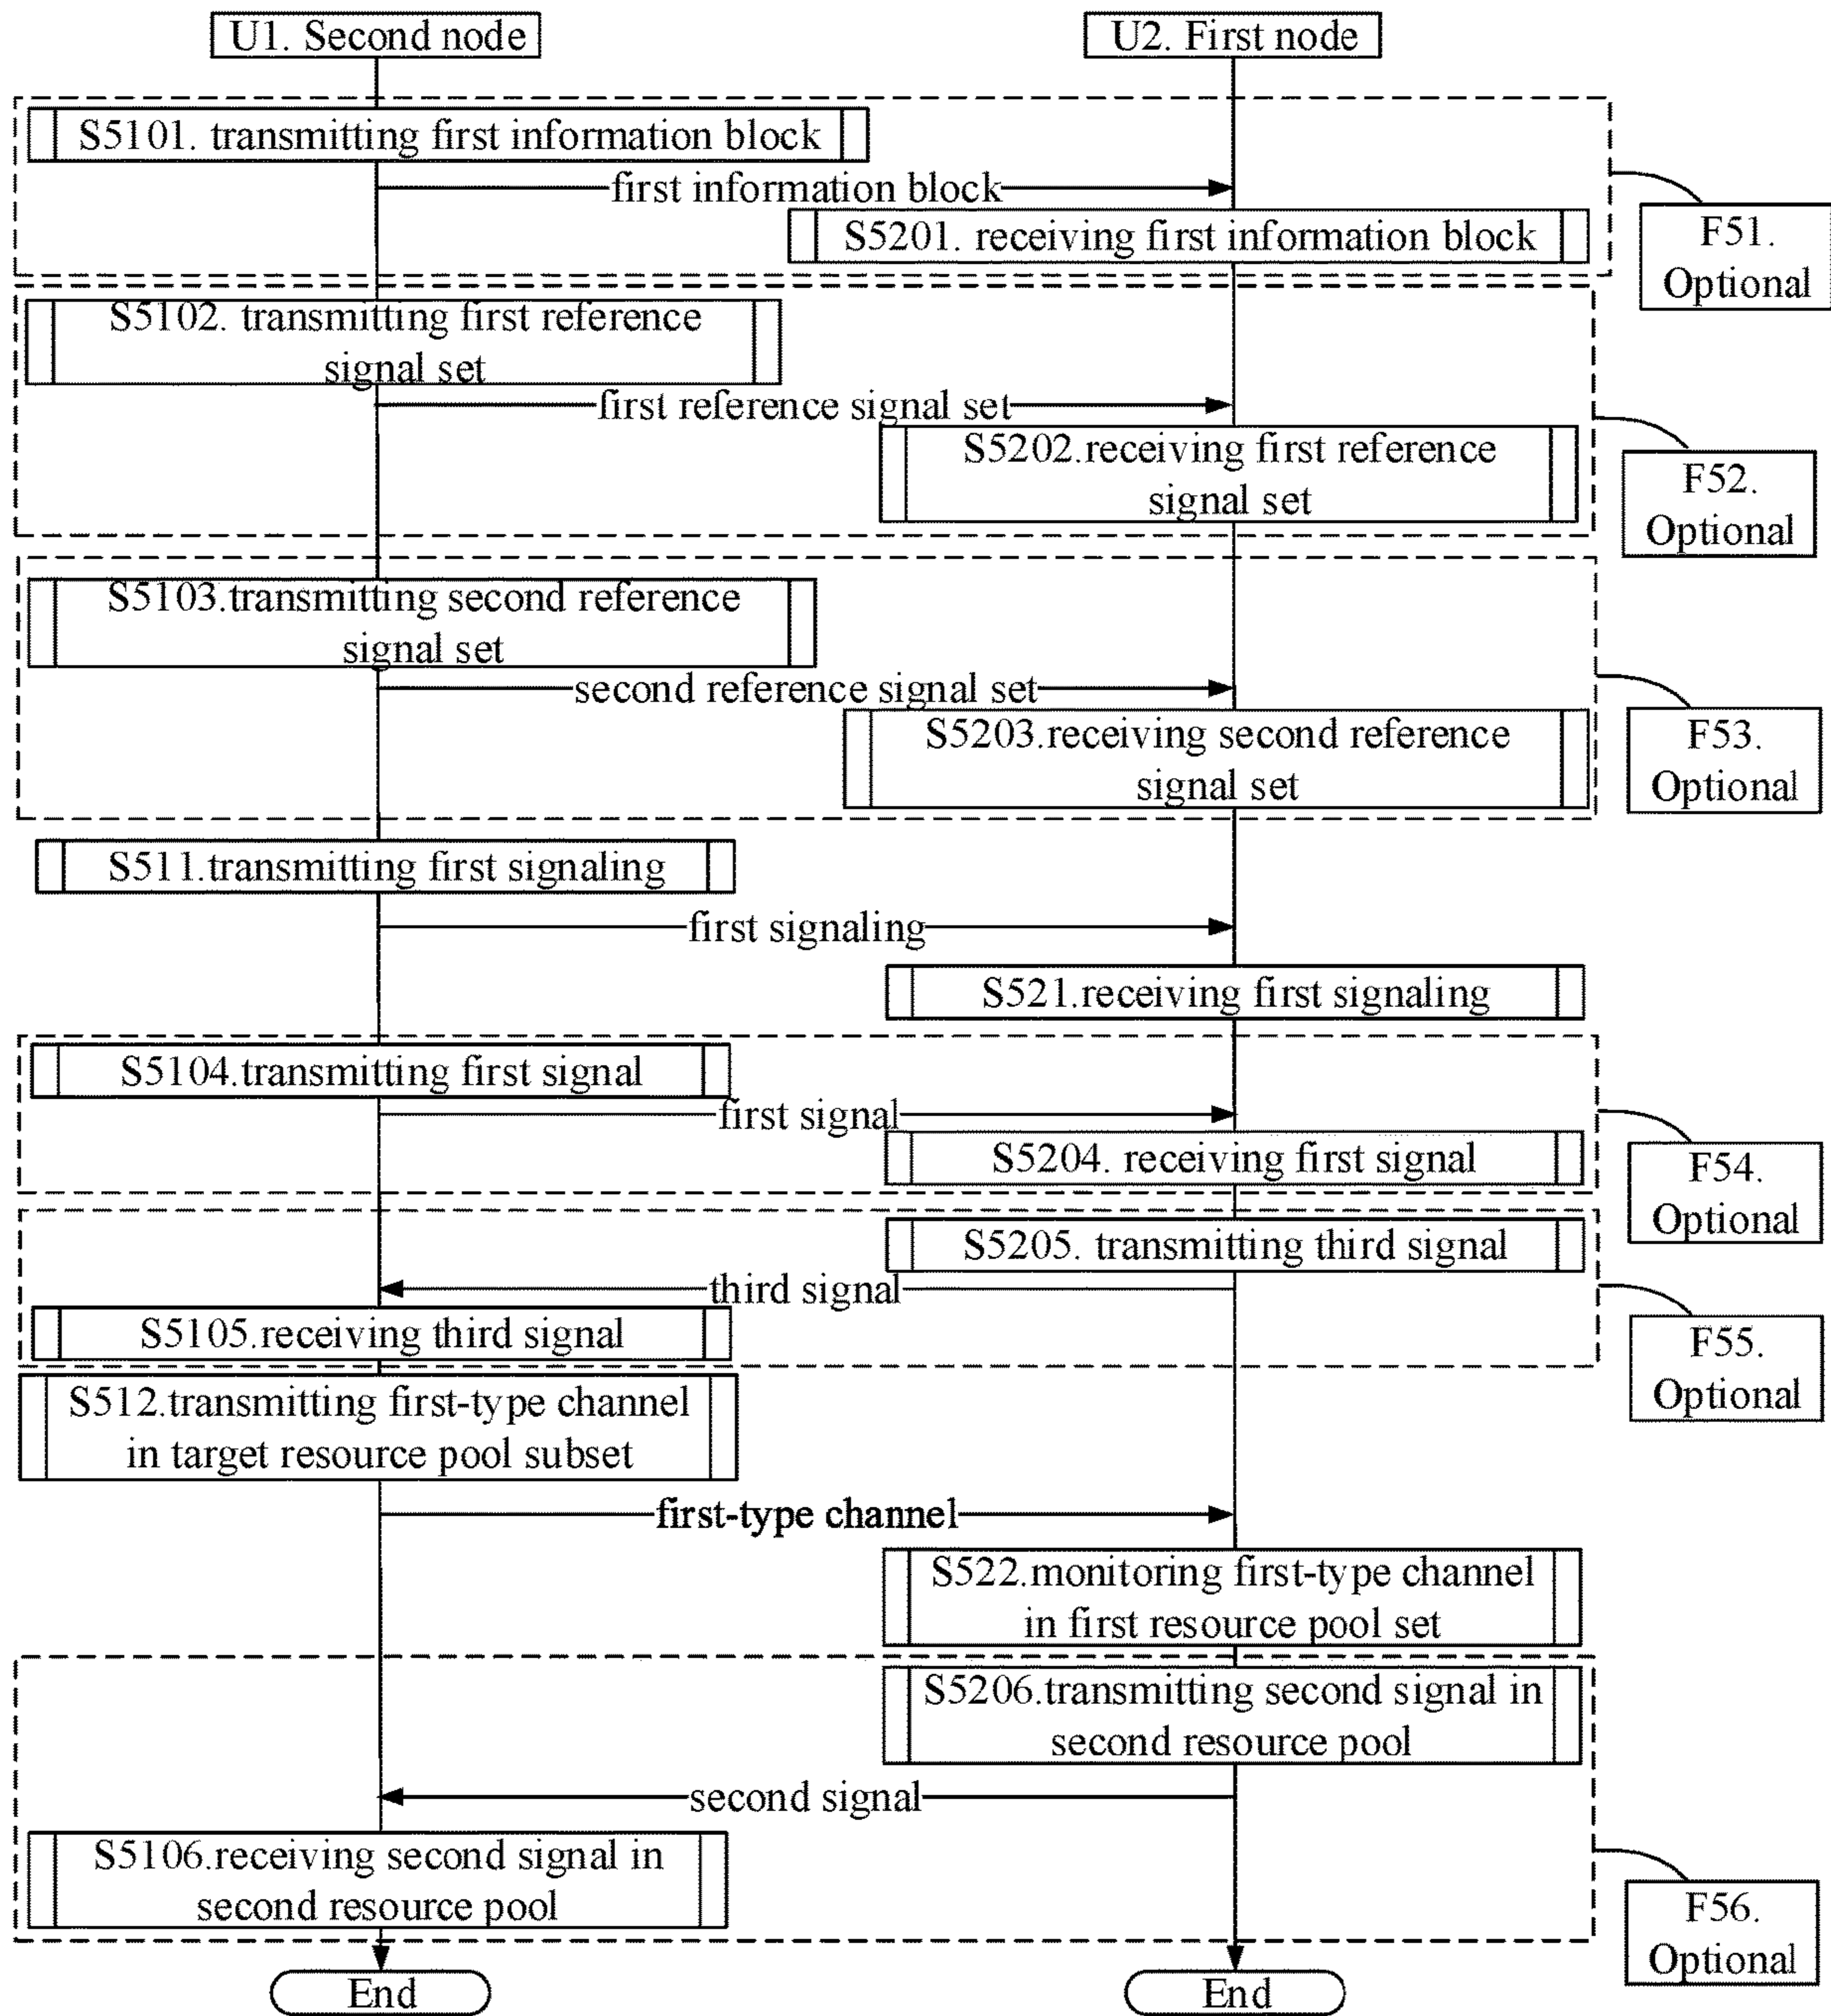 U1. Second node
U2. First node
S5101. transmitting first information block
first information block
S5201. receiving first information block
F51.
Optional
S5102. transmitting first reference
signal set
first reference signal set
S5202.receiving first reference
signal set
F52.
Optional
S5103.transmitting second reference
signal set
second reference signal set
S5203.receiving second reference
signal set
F53.
Optional
S511.transmitting first signaling
first signaling
S521.receiving first signaling
S5104.transmitting first signal
first signal
S5204. receiving first signal
F54.
Optional
S5205. transmitting third signal
third signal
S5105.receiving third signal
F55.
Optional
S512.transmitting first-type channel
in target resource pool subset
first-type channel
S522.monitoring first-type channel
in first resource pool set
S5206.transmitting second signal in
second resource pool
second signal
S5106.receiving second signal in
second resource pool
F56.
Optional
End
End